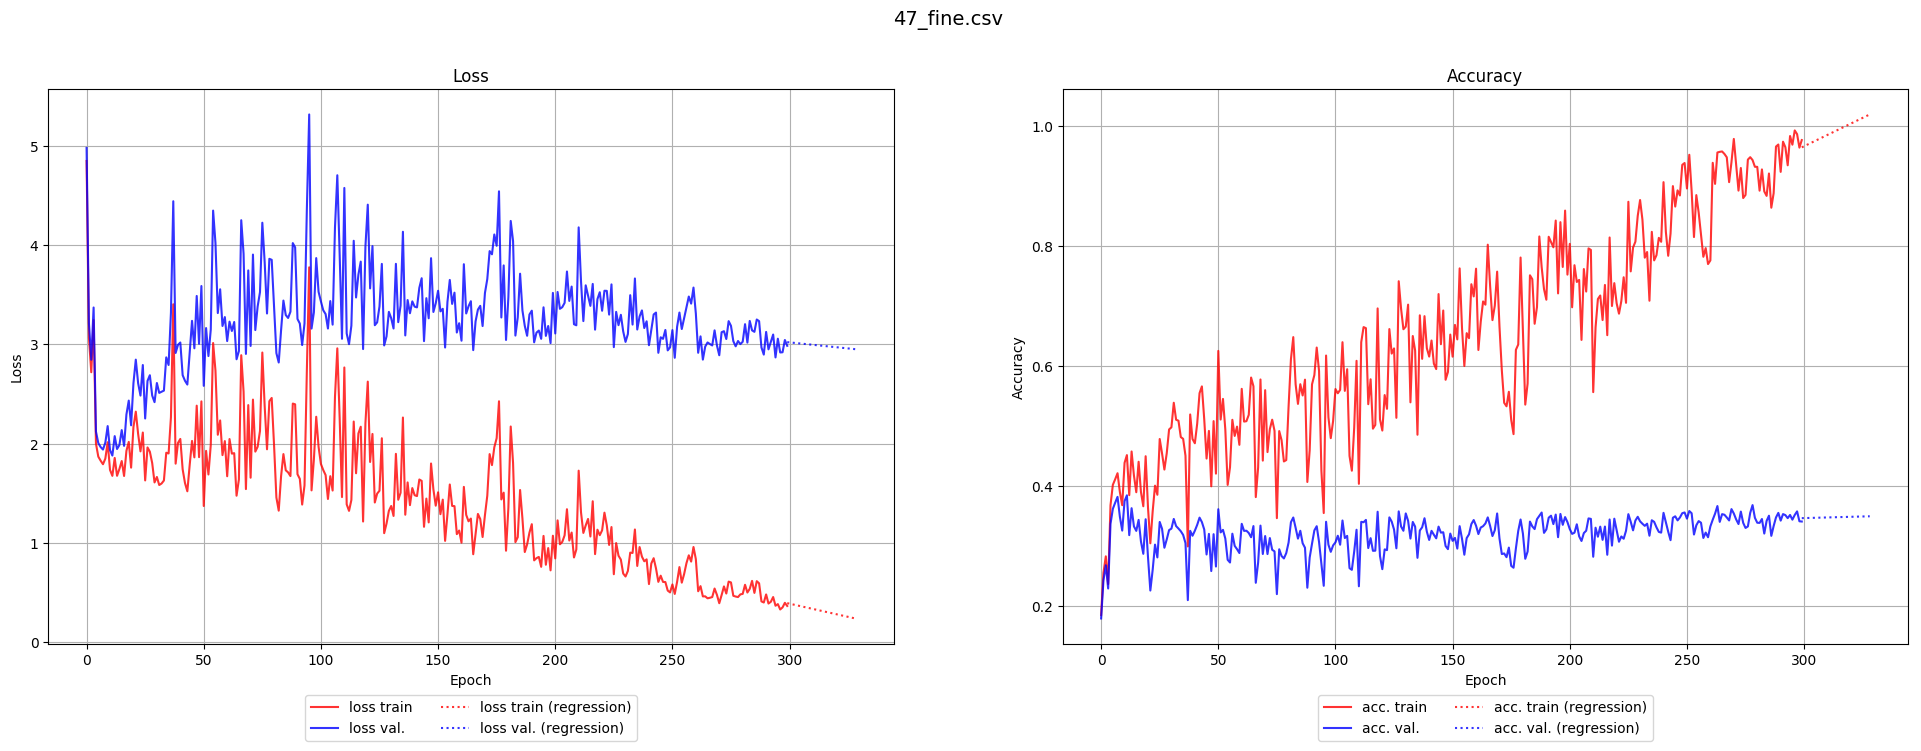 47_fine.csv
Loss
5
4
3
2
1
0
Loss
0 50 100 150 200 250 300
Epoch
loss train
loss val.
loss train (regression)
loss val. (regression)
Accuracy
1.0
0.8
0.6
0.4
0.2
Accuracy
0 50 100 150 200 250 300
Epoch
acc. train
acc. val.
acc. train (regression)
acc. val. (regression)